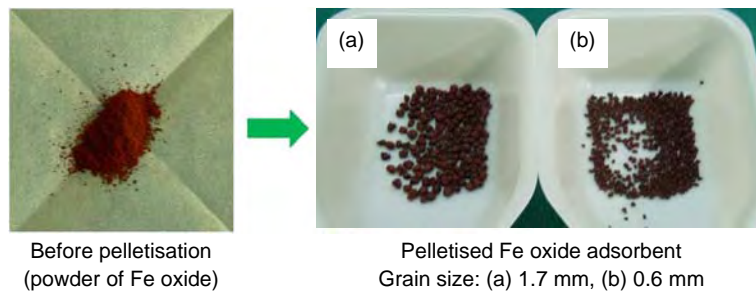 (a)
(b)
Before pelletisation
(powder of Fe oxide)
Pelletised Fe oxide adsorbent
Grain size: (a) 1.7 mm, (b) 0.6 mm